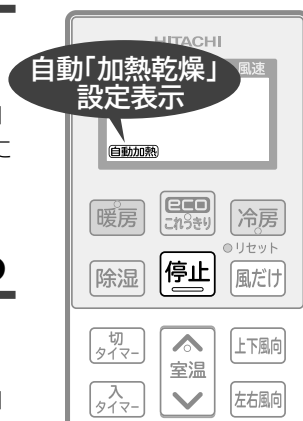 HITACHI
自動「加熱乾燥」
設定表示
風速
に
自動加熱
暖房
eco
これっきり
冷房
リセット
除湿
停止
風だけ
切
タイマー
室温
上下風向
入
タイマー
左右風向